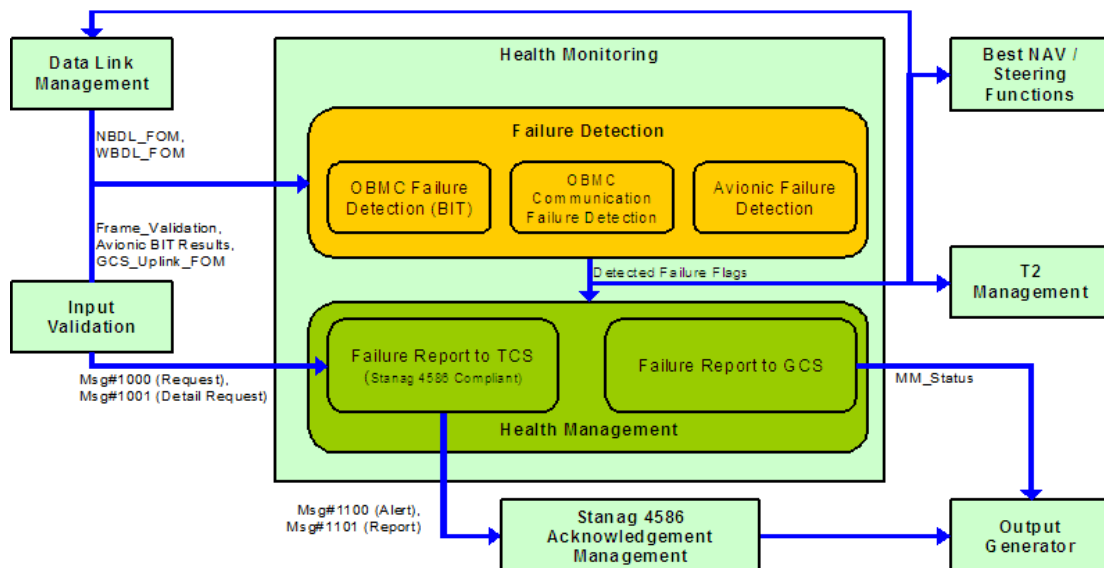 Data Link
Management
Health Monitoring
Best NAV /
Steering
Functions
NBDL_FOM,
WBDL_FOM
Failure Detection
OBMC Failure
Detection (BIT)
OBMC
Communication
Failure Detection
Avionic Failure
Detection
Frame_Validation,
Avionic BIT Results,
GCS_Uplink_FOM
Detected Failure Flags
T2
Management
Input
Validation
Failure Report to TCS
(Stanag 4586 Compliant)
Failure Report to GCS
MM_Status
Msg#1000 (Request),
Msg#1001 (Detail Request)
Health Management
Msg#1100 (Alert),
Msg#1101 (Report)
Stanag 4586
Acknowledgement
Management
Output
Generator